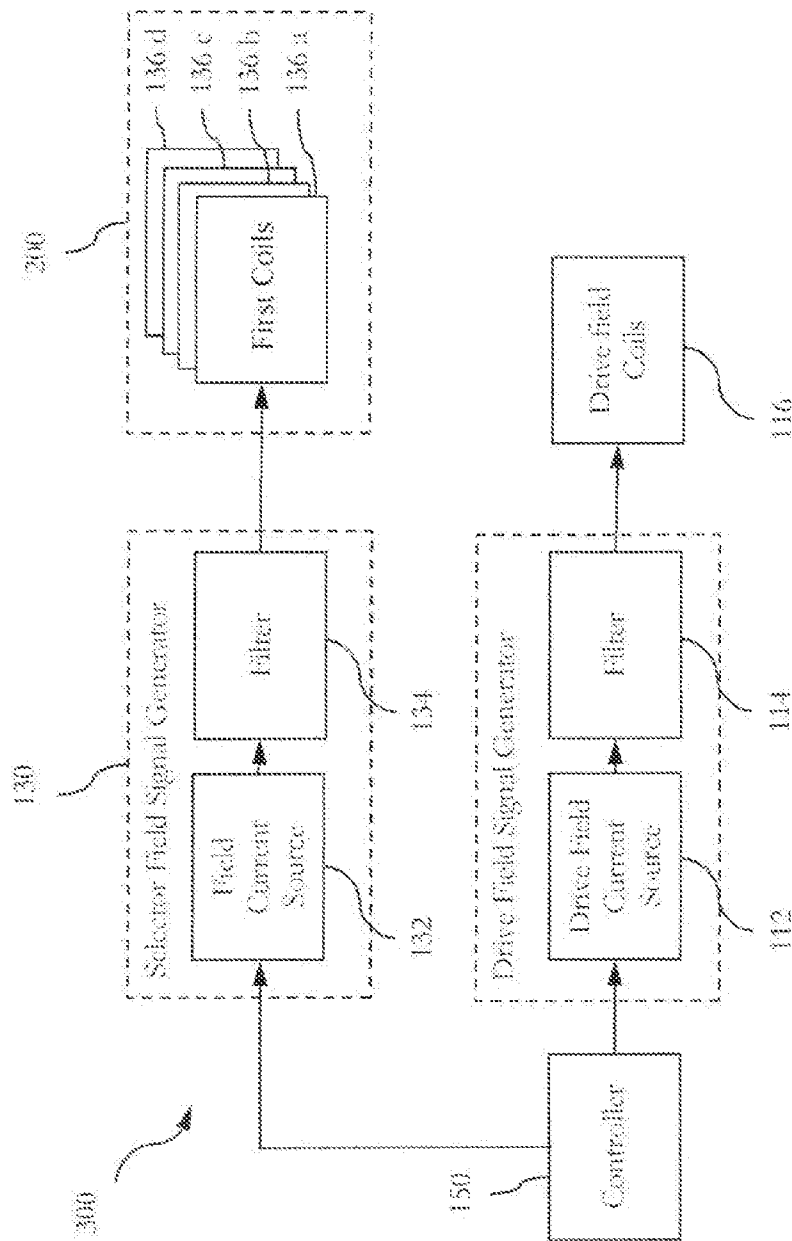 300
130
200
Selector Field Signal Generator
Field
Current
Source
132
Filter
134
First Coils
136 d
136 c
136 b
136 a
150
Controller
Drive Field Signal Generator
Drive Field
Current
Source
112
Filter
114
Drive field
Coils
116